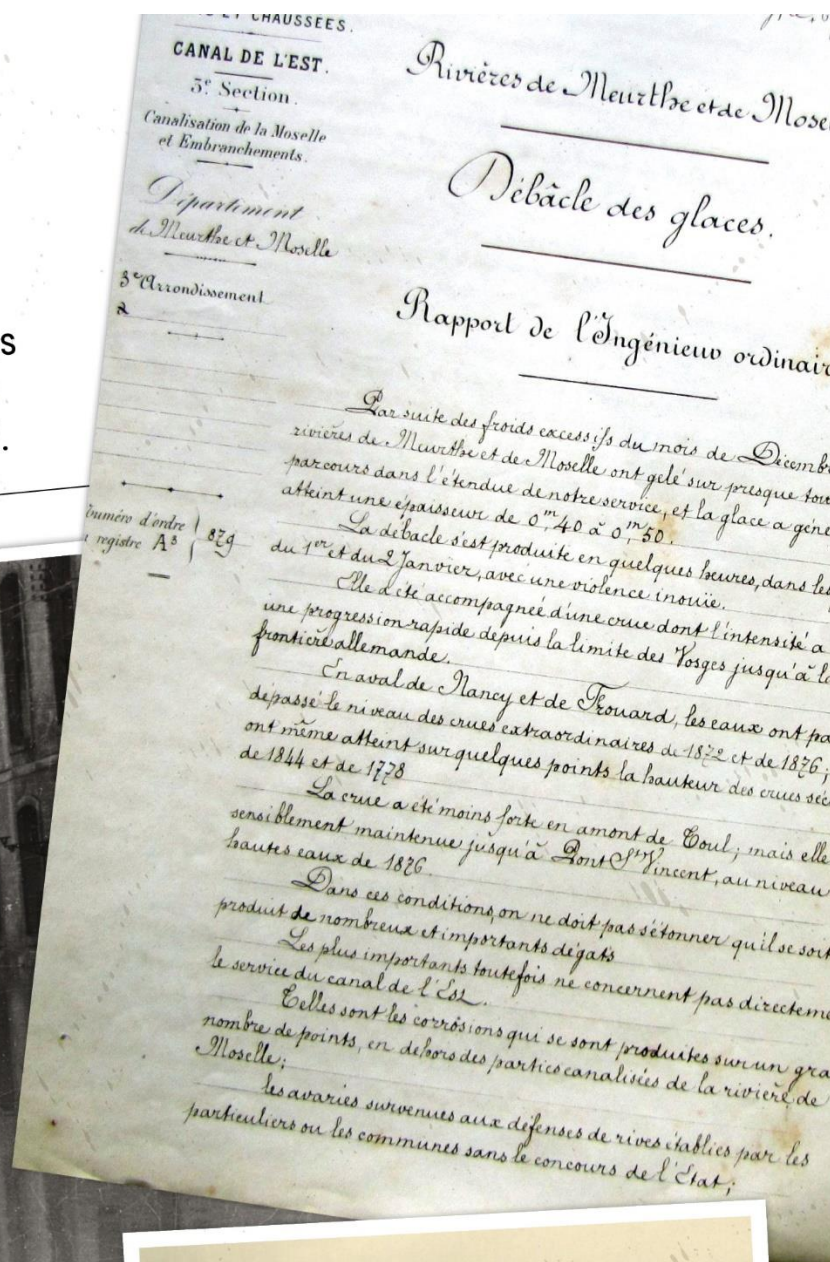 S
.
CHAUSSÉES.
CANAL DE L'EST.
3e Section.
Canalisation de la Moselle
et Embranchements.
Département
de Meurthe et Moselle
3e Arrondissement
Numéro d'ordre
registre A3 879
Rivières de Meurthe et de Mosel
Débâcle des glaces.
Rapport de l'Ingénieur ordinair
Par suite des froids excessifs du mois de Décembr
rivières de Meurthe et de Moselle ont gelé sur presque tou
parcours dans l'étendue de notre service, et la glace a géné
atteint une épaisseur de 0m,40 à 0m,50.
La débacle s'est produite en quelques heures, dans les
du 1er et du 2 Janvier, avec une violence inouïe.
Elle a été accompagneé d'une crue dont l'intensité a
une progression rapide depuis la limite des Vosges jusqu'à la
frontière allemande.
En aval de Nancy et de Frouard, les eaux ont pa
dépassé le niveau des crues extraordinaires de 1872 et de 1876;
ont même atteint sur quelques points la hauteur des crues séc
de 1844 et de 1778
La crue a été moins forte en amont de Toul; mais elle
sensiblement maintenue jusqu'à Pont St Vincent, au niveau
hautes eaux de 1876.
Dans ces conditions, on ne doit pas s'étonner qu'il se soit
produit de nombreux et importants dégats
Les plus importants toutefois ne concernent pas directeme
le service du canal de l'Est.
Telles sont les corrosions qui se sont produites sur un gra
nombre de points, en dehors des parties canalisées de la rivière de
Moselle;
les avaries survenues aux défenses de rives établies par les
particuliers ou les communes sans le concours de l'État;